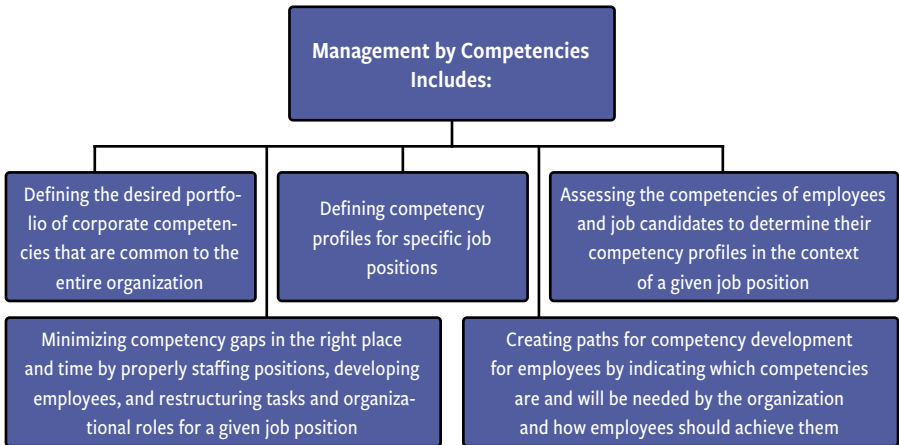 Management by Competencies
Includes:
Defining the desired portfo-
lio of corporate competen-
cies that are common to the
entire organization
Defining competency
profiles for specific job
positions
Assessing the competencies of employees
and job candidates to determine their
competency profiles in the context
of a given job position
Minimizing competency gaps in the right place
and time by properly staffing positions, developing
employees, and restructuring tasks and organiza-
tional roles for a given job position
Creating paths for competency development
for employees by indicating which competencies
are and will be needed by the organization
and how employees should achieve them